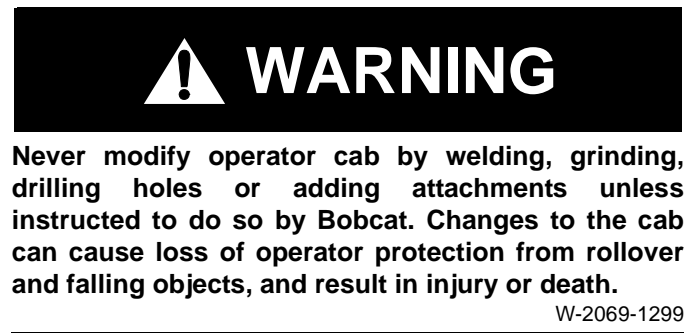 WARNING
Never modify operator cab by welding, grinding,
drilling holes or adding attachments unless
instructed to do so by Bobcat. Changes to the cab
can cause loss of operator protection from rollover
and falling objects, and result in injury or death.
W-2069-1299